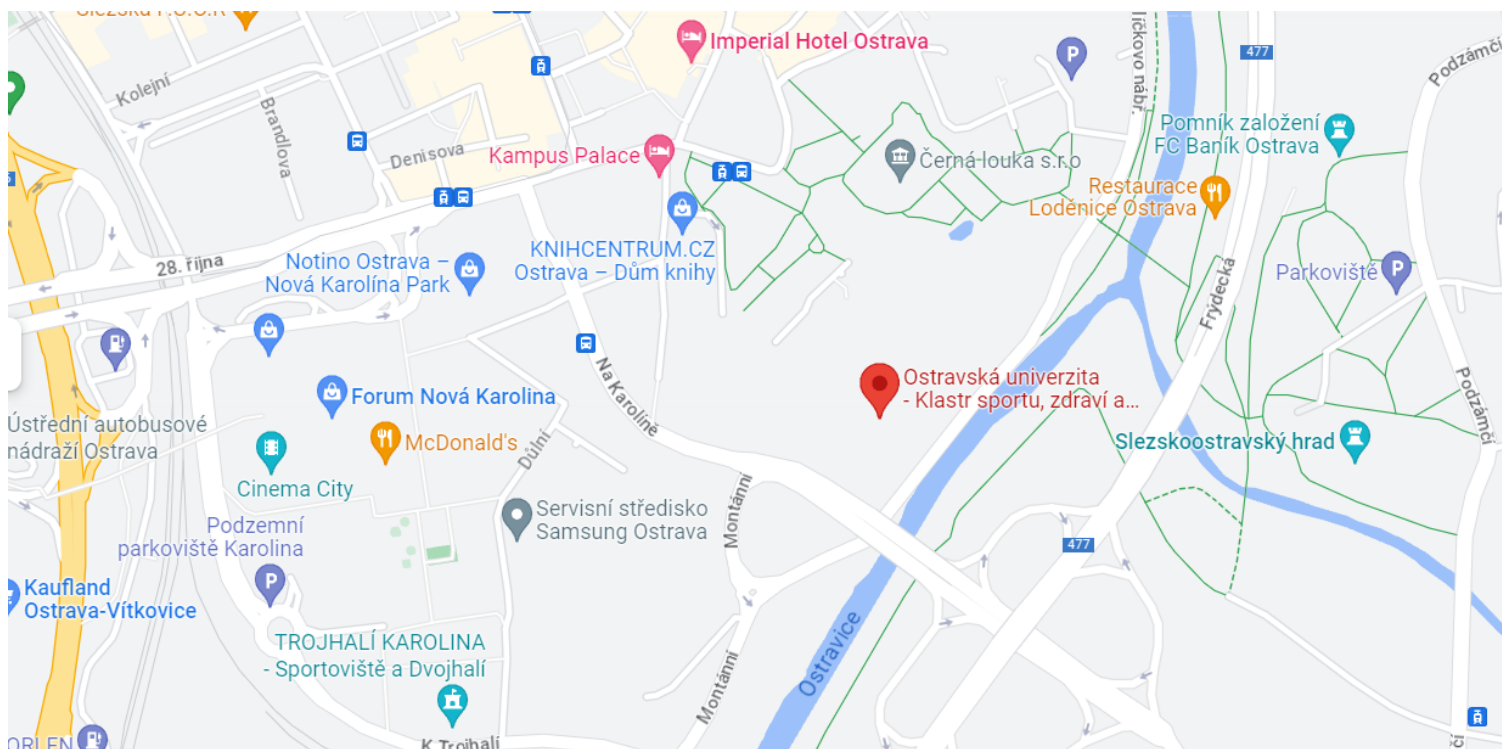 Imperial Hotel Ostrava
477
Podzámčí
Kolejní
Brandlova
Denisova
Kampus Palace
Černá louka s.r.o
Pomník založení
FC Baník Ostrava
Restaurace
Loděnice Ostrava
KNIHCENTRUM.CZ
Ostrava – Dům knihy
28. října
Notino Ostrava –
Nová Karolína Park
Parkoviště
Frýdecká
Na Karolíně
Forum Nová Karolina
McDonald's
Ostravská univerzita
- Klastr sportu, zdraví a...
Podzámčí
Ústřední autobusové
nádraží Ostrava
Cinema City
Důlní
Slezskoostravský hrad
Servisní středisko
Samsung Ostrava
Montánní
Podzemní
parkoviště Karolina
477
Kaufland
Ostrava-Vítkovice
TROJHALÍ KAROLINA
- Sportoviště a Dvojhalí
Ostravice
Montánní
K Trojhalí